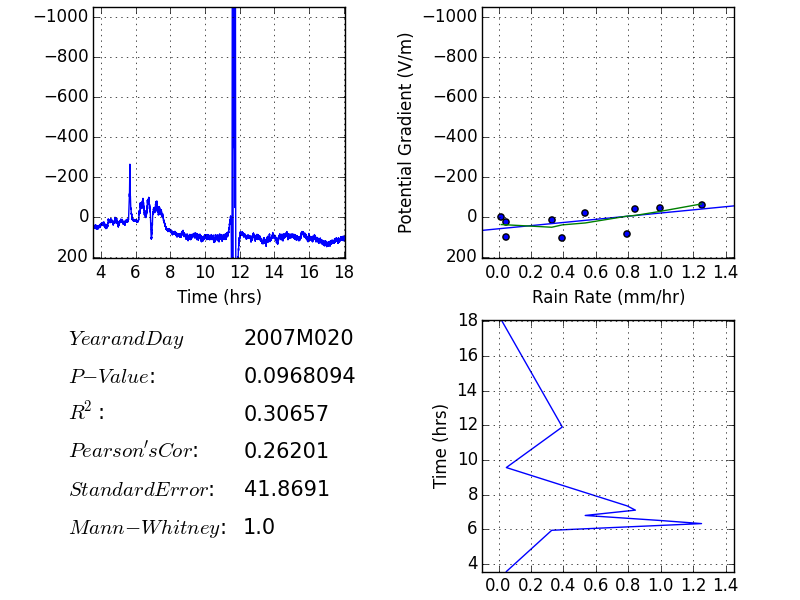 −1000
−800
−600
−400
−200
0
200
4 6 8 10 12 14 16 18
Time (hrs)
Potential Gradient (V/m)
−1000
−800
−600
−400
−200
0
200
0.0 0.2 0.4 0.6 0.8 1.0 1.2 1.4
Rain Rate (mm/hr)
YearandDay 2007M020
P−Value: 0.0968094
R² : 0.30657
Pearson'sCor: 0.26201
StandardError: 41.8691
Mann−Whitney: 1.0
Time (hrs)
18
16
14
12
10
8
6
4
0.0 0.2 0.4 0.6 0.8 1.0 1.2 1.4